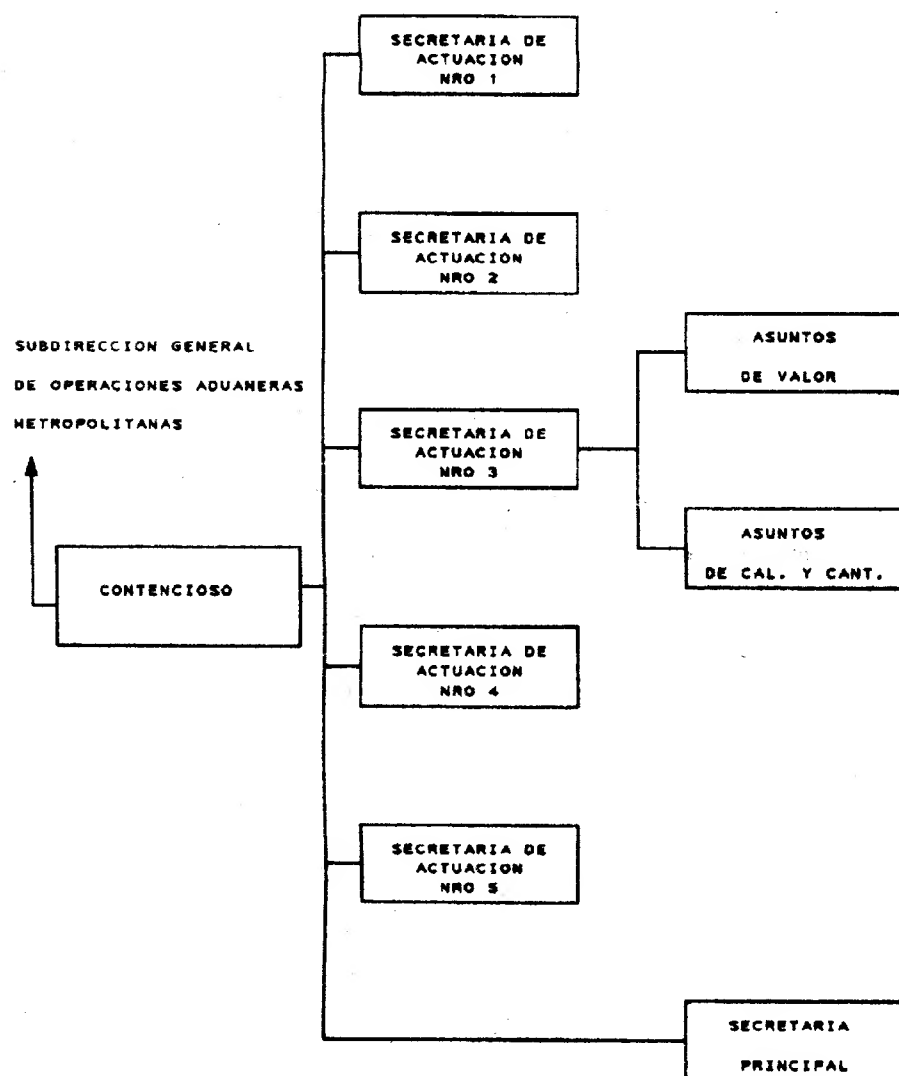 SECRETARIA DE
ACTUACION
NRO 1
SECRETARIA DE
ACTUACION
NRO 2
SUBDIRECCION GENERAL
DE OPERACIONES ADUANERAS
METROPOLITANAS
ASUNTOS
DE VALOR
SECRETARIA DE
ACTUACION
NRO 3
ASUNTOS
DE CAL. Y CANT.
CONTENCIOSO
SECRETARIA DE
ACTUACION
NRO 4
SECRETARIA DE
ACTUACION
NRO 5
SECRETARIA
PRINCIPAL